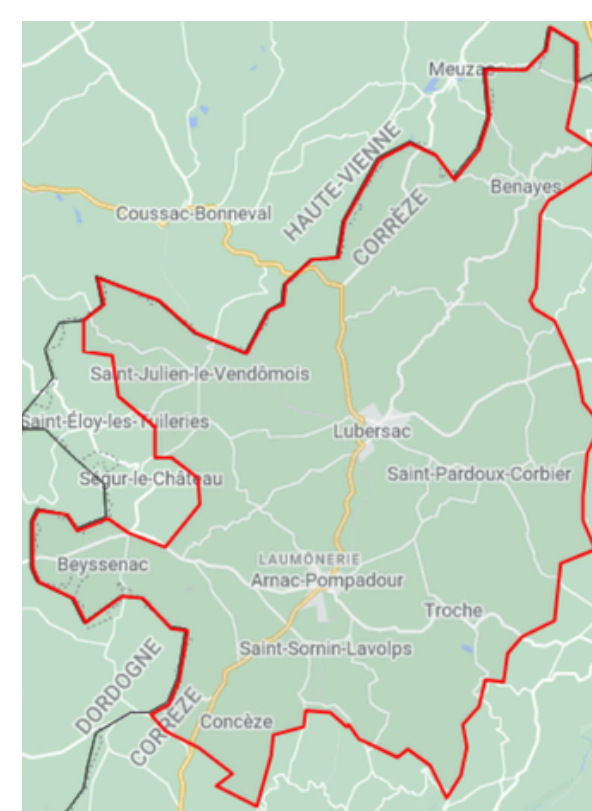 Meuzac
Benayes
HAUTE-VIENNE
CORRÈZE
Coussac-Bonneval
Saint-Julien-le-Vendômois
Saint-Éloy-les-Tuileries
Lubersac
Ségur-le-Château
Saint-Pardoux-Corbier
Beyssenac
LAUMÔNERIE
Arnac-Pompadour
Troche
Saint-Sornin-Lavolps
DORDOGNE
CORRÈZE
Concèze